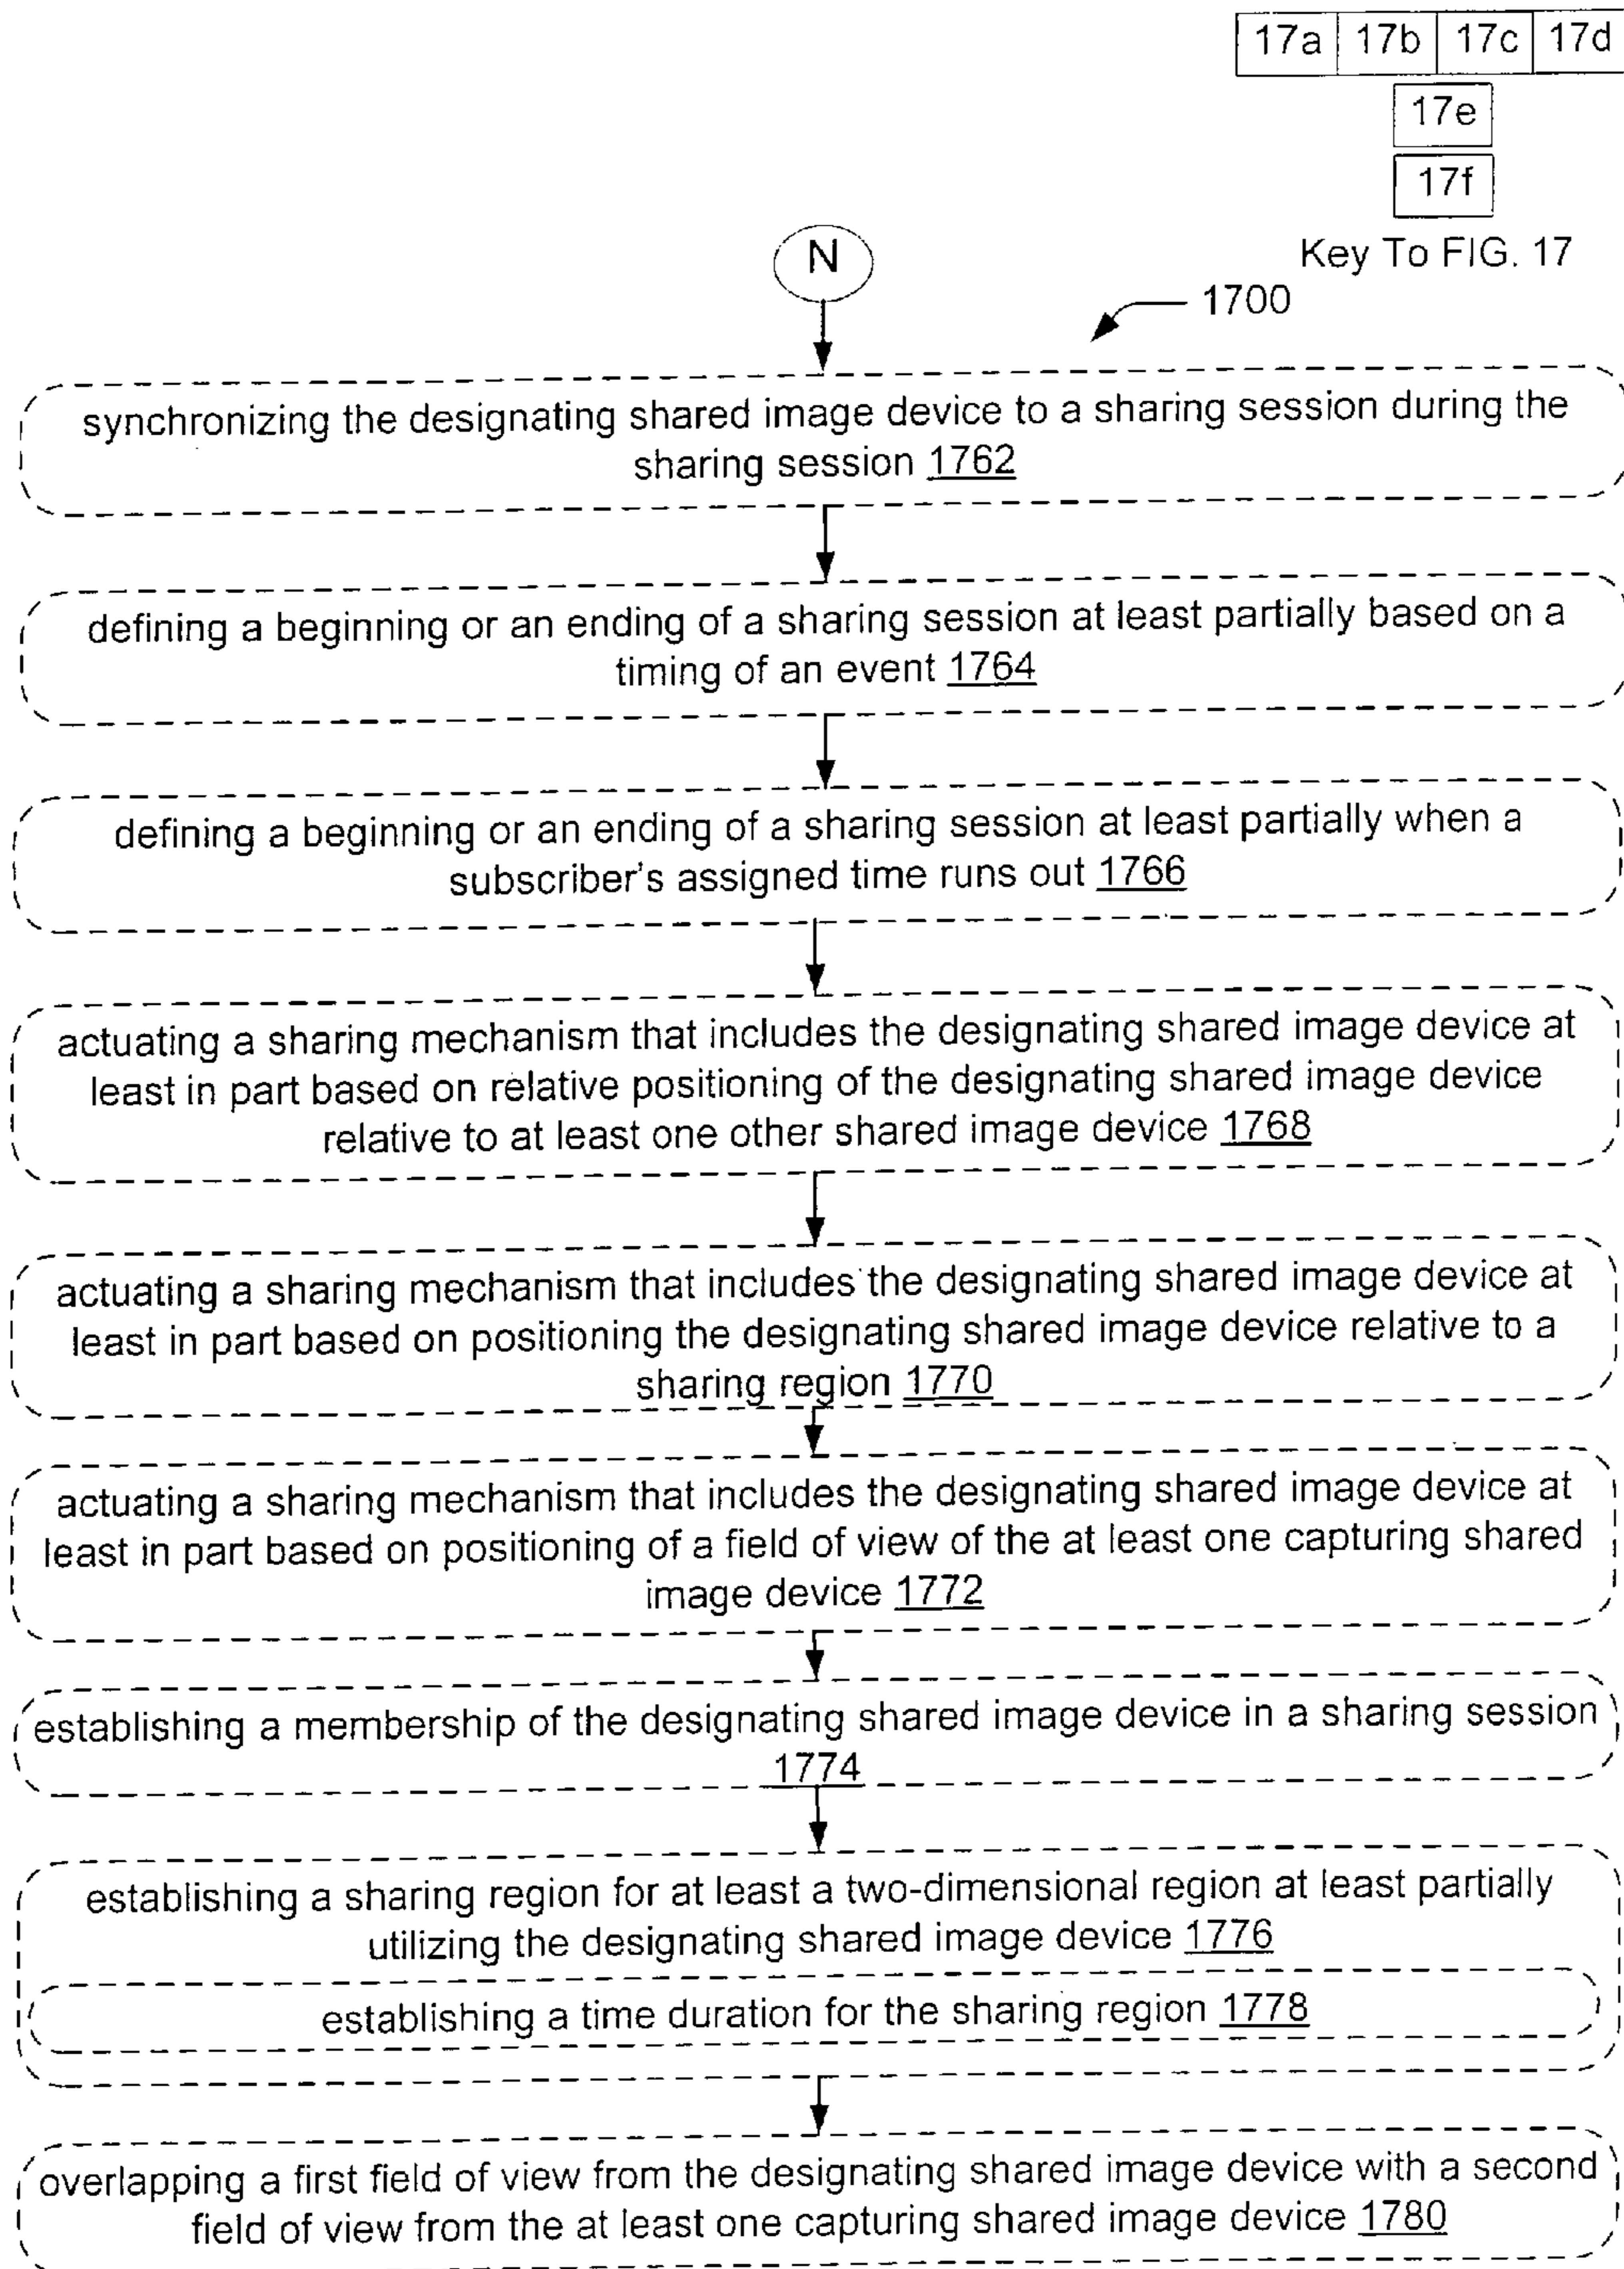 17a 17b 17c 17d
17e
17f
Key To FIG. 17
N
1700
synchronizing the designating shared image device to a sharing session during the
sharing session 1762
defining a beginning or an ending of a sharing session at least partially based on a
timing of an event 1764
defining a beginning or an ending of a sharing session at least partially when a
subscriber's assigned time runs out 1766
actuating a sharing mechanism that includes the designating shared image device at
least in part based on relative positioning of the designating shared image device
relative to at least one other shared image device 1768
actuating a sharing mechanism that includes the designating shared image device at
least in part based on positioning the designating shared image device relative to a
sharing region 1770
actuating a sharing mechanism that includes the designating shared image device at
least in part based on positioning of a field of view of the at least one capturing shared
image device 1772
establishing a membership of the designating shared image device in a sharing session
1774
establishing a sharing region for at least a two-dimensional region at least partially
utilizing the designating shared image device 1776
establishing a time duration for the sharing region 1778
overlapping a first field of view from the designating shared image device with a second
field of view from the at least one capturing shared image device 1780